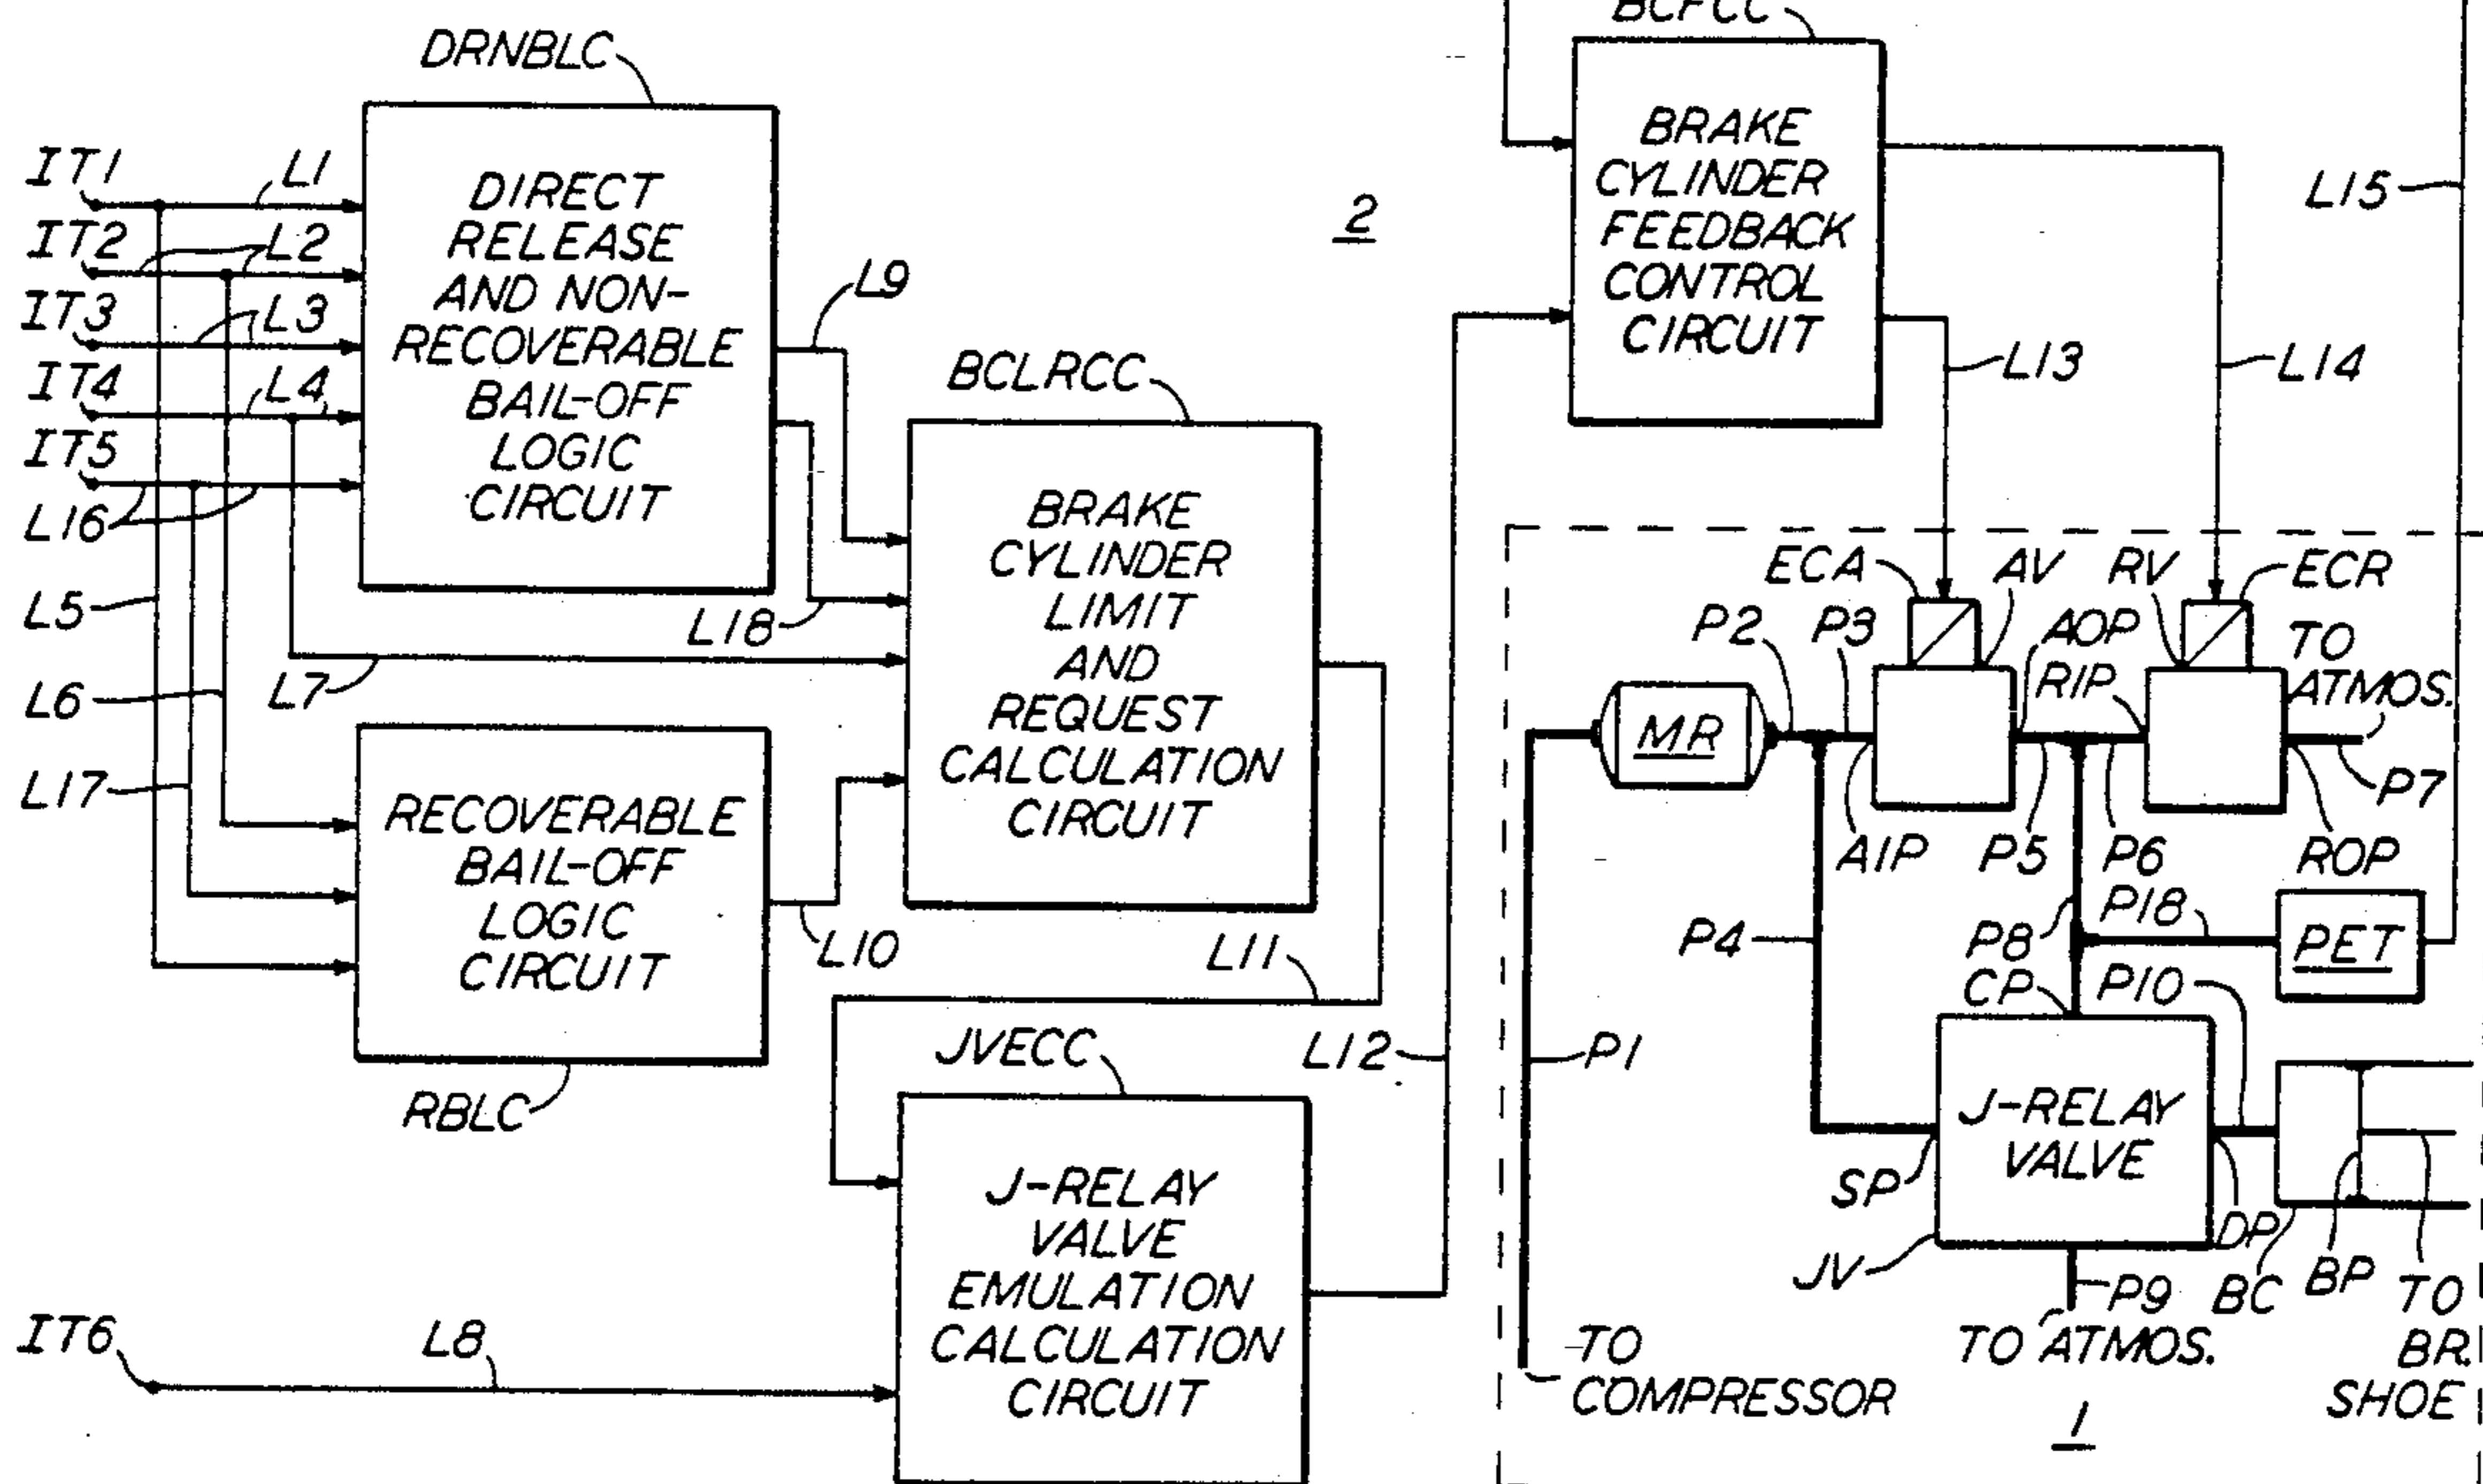 DRNBLC
IT1
L1
IT2
L2
IT3
L3
IT4
L4
IT5
L16
L5
L6
L17
DIRECT
RELEASE
AND NON-
RECOVERABLE
BAIL-OFF
LOGIC
CIRCUIT
L9
L18
L7
BCLRCC
BRAKE
CYLINDER
LIMIT
AND
REQUEST
CALCULATION
CIRCUIT
RECOVERABLE
BAIL-OFF
LOGIC
CIRCUIT
RBLC
L10
L11
JVECC
J-RELAY
VALVE
EMULATION
CALCULATION
CIRCUIT
IT6
L8
L12
2
BCFCC
BRAKE
CYLINDER
FEEDBACK
CONTROL
CIRCUIT
L13
L14
L15
ECA
AV
RV
ECR
P2
P3
AOP
RIP
TO
ATMOS.
MR
AIP
P5
P6
ROP
P7
P4
P8
P18
PET
CP
P10
P1
J-RELAY
VALVE
SP
DP
JV
P9
BC
BP
TO
BR.
SHOE
TO ATMOS.
TO
COMPRESSOR
1